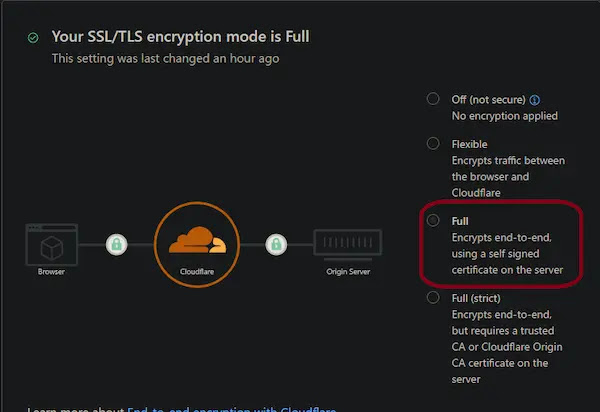 Your SSL/TLS encryption mode is Full
This setting was last changed an hour ago
Off (not secure)
No encryption applied
Flexible
Encrypts traffic between
the browser and
Cloudflare
Full
Encrypts end-to-end,
using a self signed
certificate on the server
Full (strict)
Encrypts end-to-end,
but requires a trusted
CA or Cloudflare Origin
CA certificate on the
server
Browser
Cloudflare
Origin Server
Learn more about End-to-end encryption with Cloudflare